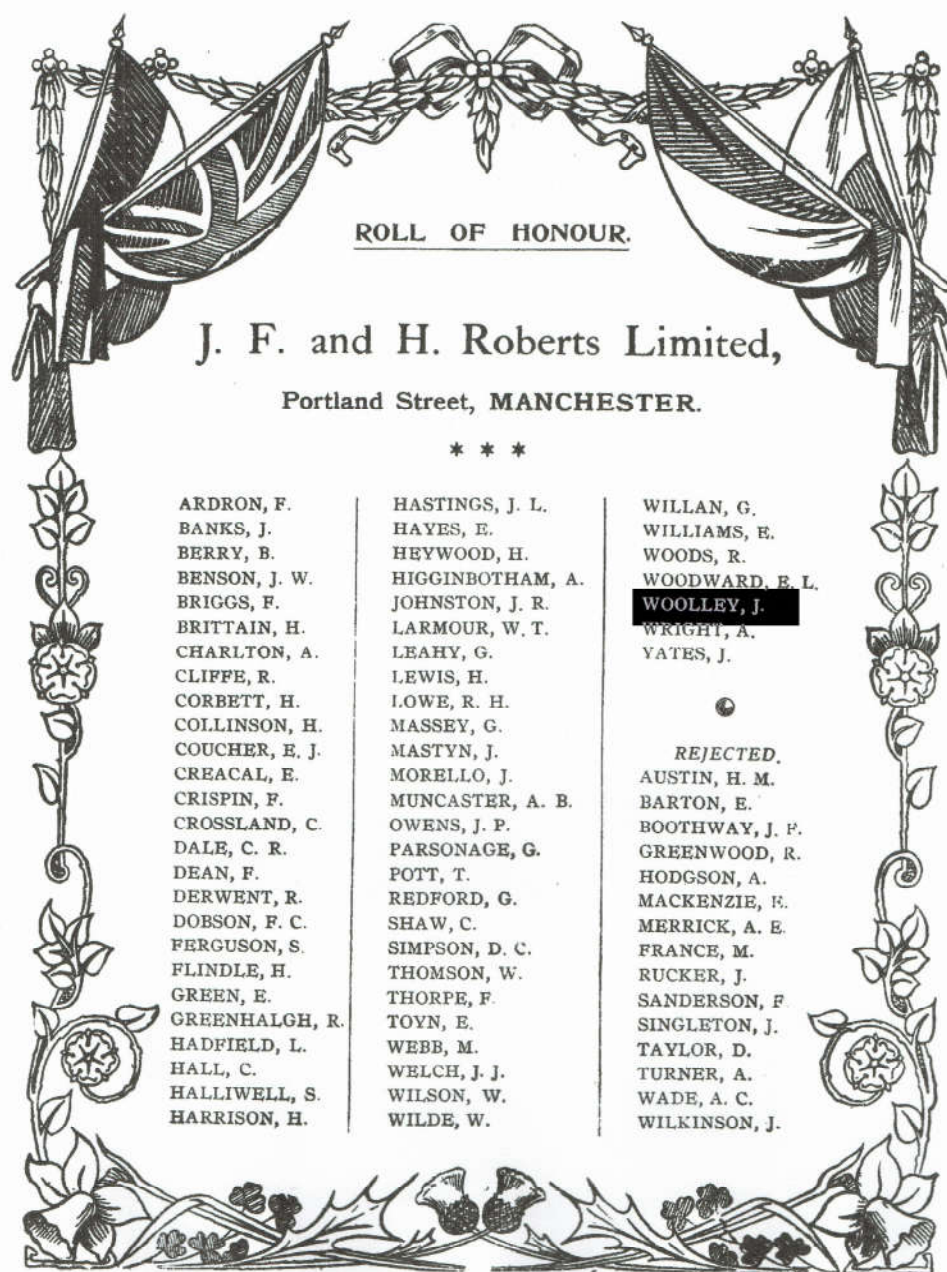 ROLL OF HONOUR.
J. F. and H. Roberts Limited,
Portland Street, MANCHESTER.
* * *
ARDRON, F.
BANKS, J.
BERRY, B.
BENSON, J. W.
BRIGGS, F.
BRITTAIN, H.
CHARLTON, A.
CLIFFE, R.
CORBETT, H.
COLLINSON, H.
COUCHER, E. J.
CREACAL, E.
CRISPIN, F.
CROSSLAND, C.
DALE, C. R.
DEAN, F.
DERWENT, R.
DOBSON, F. C.
FERGUSON, S.
FLINDLE, H.
GREEN, E.
GREENHALGH, R.
HADFIELD, L.
HALL, C.
HALLIWELL, S.
HARRISON, H.
HASTINGS, J. L.
HAYES, E.
HEYWOOD, H.
HIGGINBOTHAM, A.
JOHNSTON, J. R.
LARMOUR, W. T.
LEAHY, G.
LEWIS, H.
LOWE, R. H.
MASSEY, G.
MASTYN, J.
MORELLO, J.
MUNCASTER, A. B.
OWENS, J. P.
PARSONAGE, G.
POTT, T.
REDFORD, G.
SHAW, C.
SIMPSON, D. C.
THOMSON, W.
THORPE, F.
TOYN, E.
WEBB, M.
WELCH, J. J.
WILSON, W.
WILDE, W.
WILLAN, G.
WILLIAMS, E.
WOODS, R.
WOODWARD, E. L.
WOOLLEY, J.
WRIGHT, A.
YATES, J.
REJECTED.
AUSTIN, H. M.
BARTON, E.
BOOTHWAY, J. F.
GREENWOOD, R.
HODGSON, A.
MACKENZIE,
MERRICK, A. E.
FRANCE, M.
RUCKER, J.
SANDERSON, F
SINGLETON, J.
TAYLOR, D.
TURNER, A.
WADE, A. C.
WILKINSON, J.